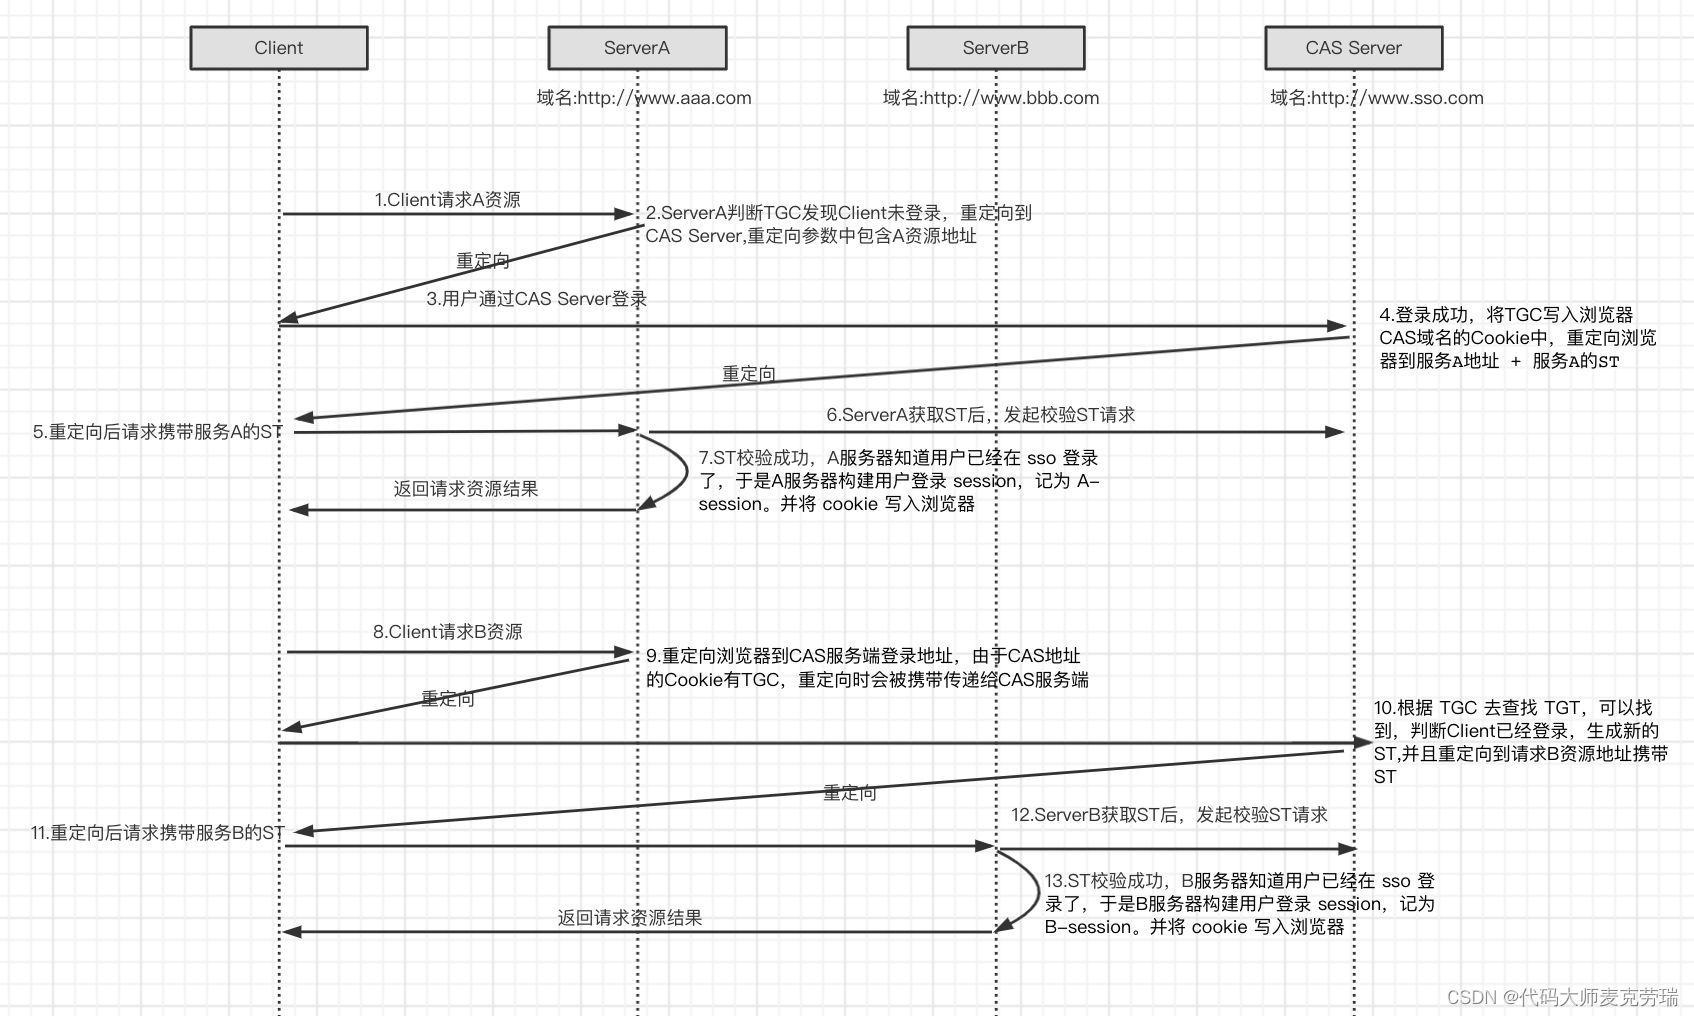 Client
ServerA
ServerB
CAS Server
域名:http://www.aaa.com
域名:http://www.bbb.com
域名:http://www.sso.com
1.Client请求A资源
2.ServerA判断TGC发现Client未登录，重定向到
CAS Server,重定向参数中包含A资源地址
重定向
3.用户通过CAS Server登录
4.登录成功，将TGC写入浏览器
CAS域名的Cookie中，重定向浏览
器到服务A地址 + 服务A的ST
重定向
5.重定向后请求携带服务A的ST
6.ServerA获取ST后，发起校验ST请求
7.ST校验成功，A服务器知道用户已经在 sso 登录
了，于是A服务器构建用户登录 session，记为 A-
session。并将 cookie 写入浏览器
返回请求资源结果
8.Client请求B资源
9.重定向浏览器到CAS服务端登录地址，由于CAS地址
的Cookie有TGC，重定向时会被携带传递给CAS服务端
重定向
10.根据 TGC 去查找 TGT，可以找
到，判断Client已经登录，生成新的
ST,并且重定向到请求B资源地址携带
ST
重定向
11.重定向后请求携带服务B的ST
12.ServerB获取ST后，发起校验ST请求
13.ST校验成功，B服务器知道用户已经在 sso 登
录了，于是B服务器构建用户登录 session，记为
B-session。并将 cookie 写入浏览器
返回请求资源结果
CSDN @代码大师麦克劳瑞